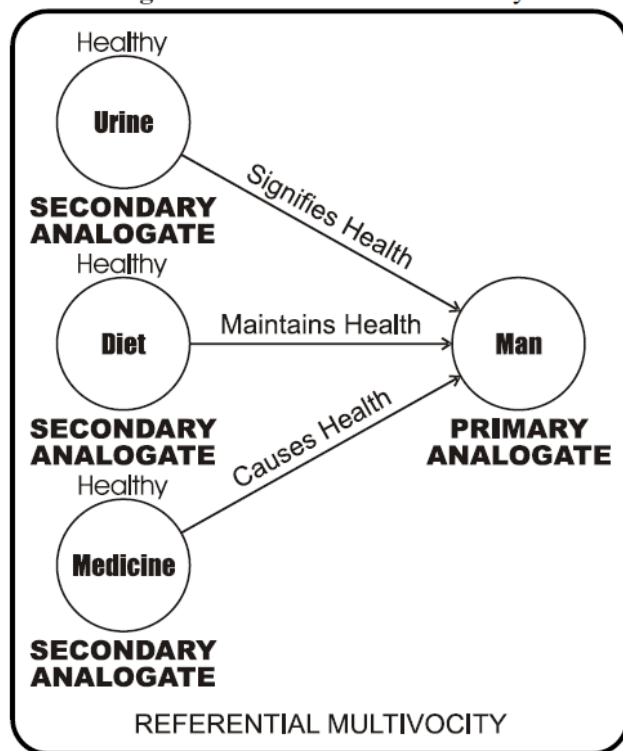 Healthy
Urine
SECONDARY
ANALOGATE
Signifies Health
Healthy
Diet
SECONDARY
ANALOGATE
Maintains Health
Man
PRIMARY
ANALOGATE
Causes Health
Healthy
Medicine
SECONDARY
ANALOGATE
REFERENTIAL MULTIVOCITY